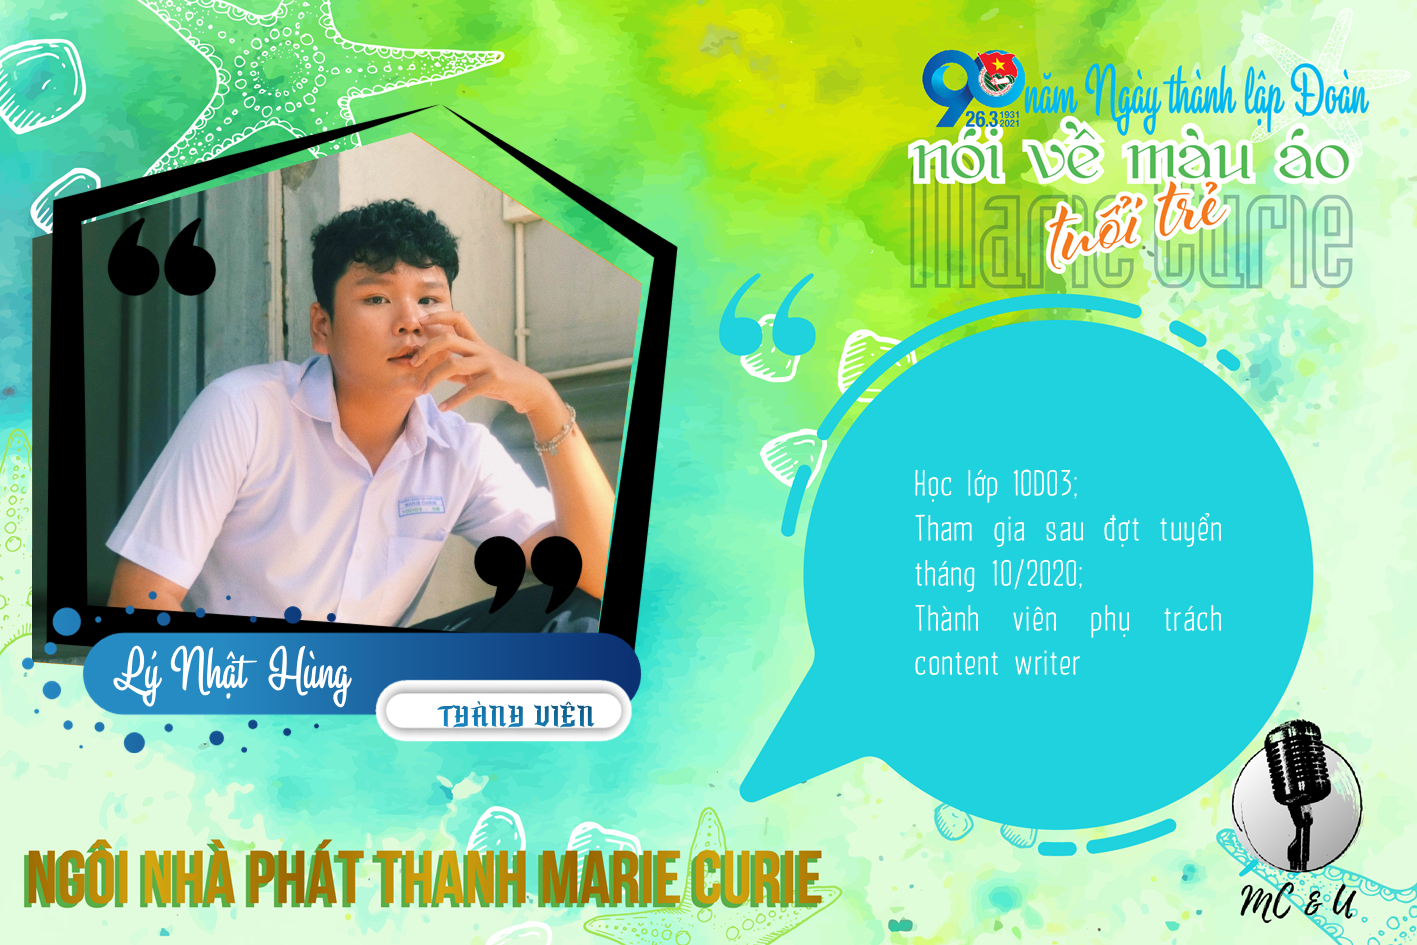 90 năm Ngày thành lập Đoàn
26.3 1931 2021
nói về màu áo
tuổi trẻ
Marie Curie
Học lớp 10D03;
Tham gia sau đợt tuyển
tháng 10/2020;
Thành viên phụ trách
content writer
Lý Nhật Hùng
THÀNH VIÊN
NGÔI NHÀ PHÁT THANH MARIE CURIE
MC & U